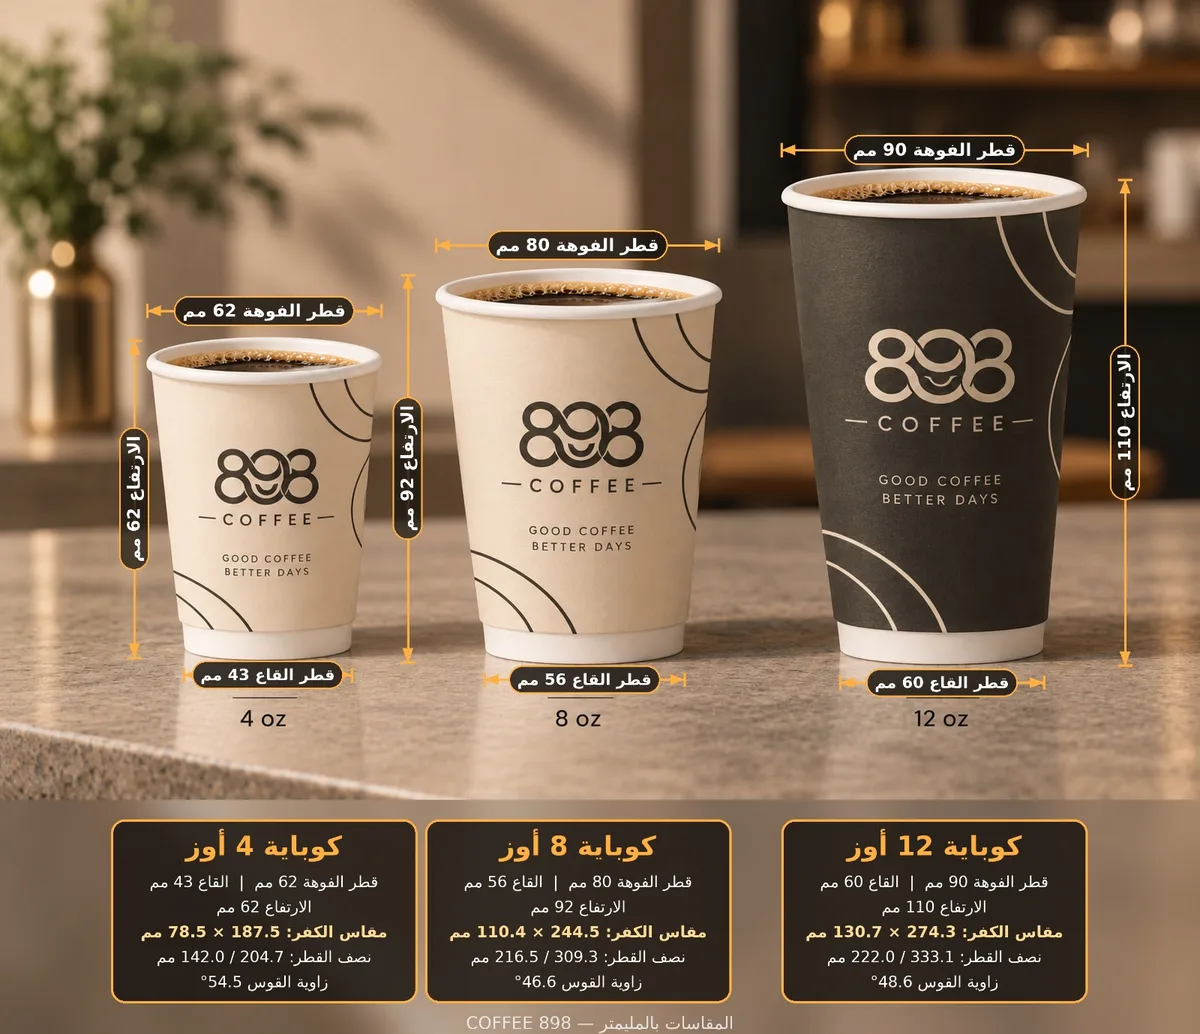 قطر الفوهة 90 مم
قطر الفوهة 80 مم
قطر الفوهة 62 مم
الارتفاع 62 مم
الارتفاع 92 مم
الارتفاع 110 مم
898
COFFEE
GOOD COFFEE
BETTER DAYS
898
COFFEE
GOOD COFFEE
BETTER DAYS
898
COFFEE
GOOD COFFEE
BETTER DAYS
قطر القاع 43 مم
قطر القاع 56 مم
قطر القاع 60 مم
4 oz
8 oz
12 oz
كوباية 4 أوز
قطر الفوهة 62 مم | القاع 43 مم
الارتفاع 62 مم
مقاس الكفر: 187.5 × 78.5 مم
نصف القطر: 204.7 / 142.0 مم
زاوية القوس 54.5°
كوباية 8 أوز
قطر الفوهة 80 مم | القاع 56 مم
الارتفاع 92 مم
مقاس الكفر: 244.5 × 110.4 مم
نصف القطر: 309.3 / 216.5 مم
زاوية القوس 46.6°
كوباية 12 أوز
قطر الفوهة 90 مم | القاع 60 مم
الارتفاع 110 مم
مقاس الكفر: 274.3 × 130.7 مم
نصف القطر: 333.1 / 222.0 مم
زاوية القوس 48.6°
المقاسات بالمليمتر — COFFEE 898